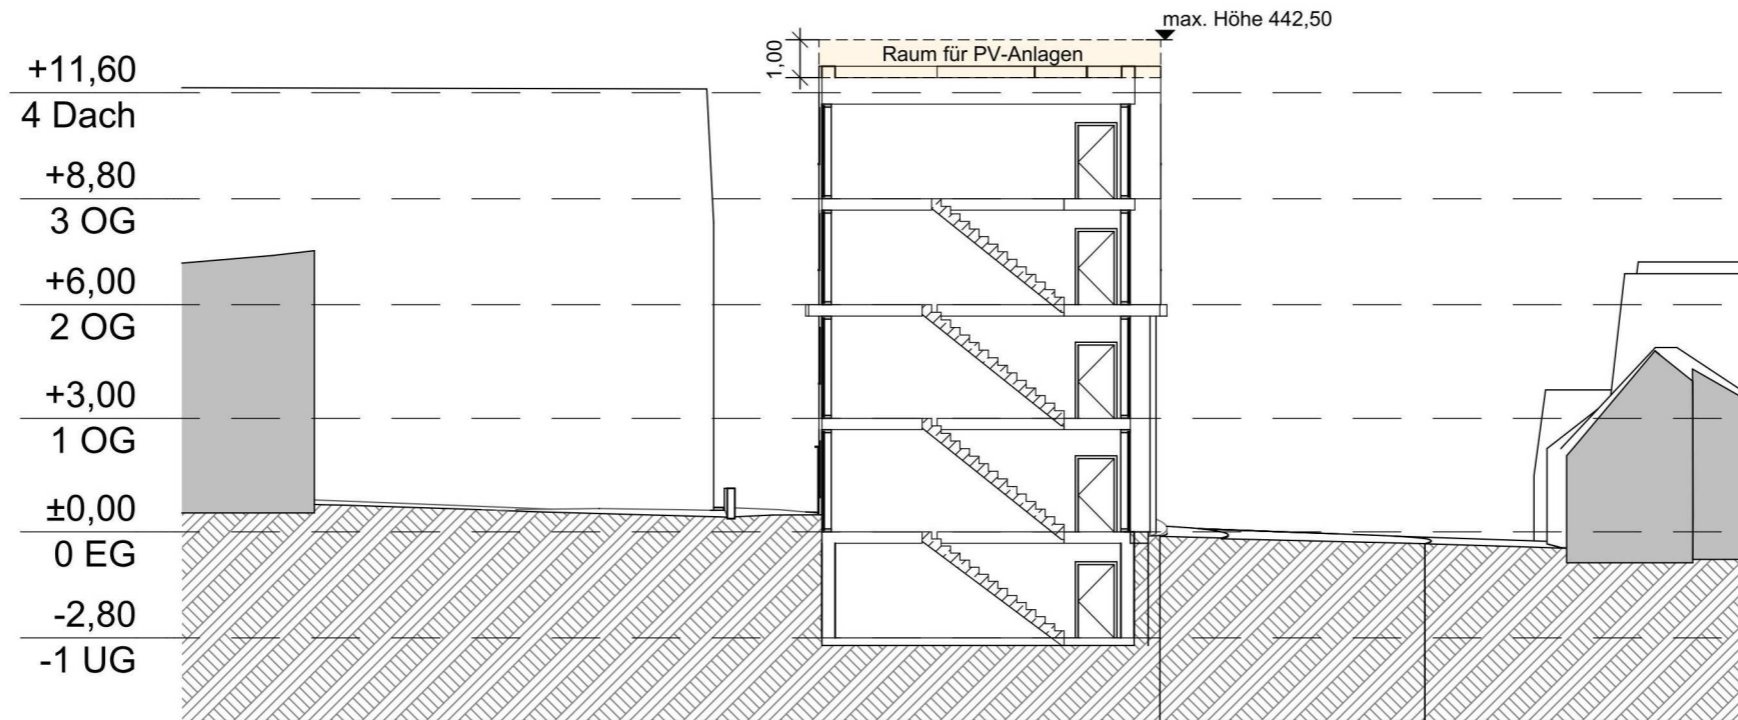 max. Höhe 442,50
1,00
Raum für PV-Anlagen
+11,60
4 Dach
+8,80
3 OG
+6,00
2 OG
+3,00
1 OG
±0,00
0 EG
-2,80
-1 UG